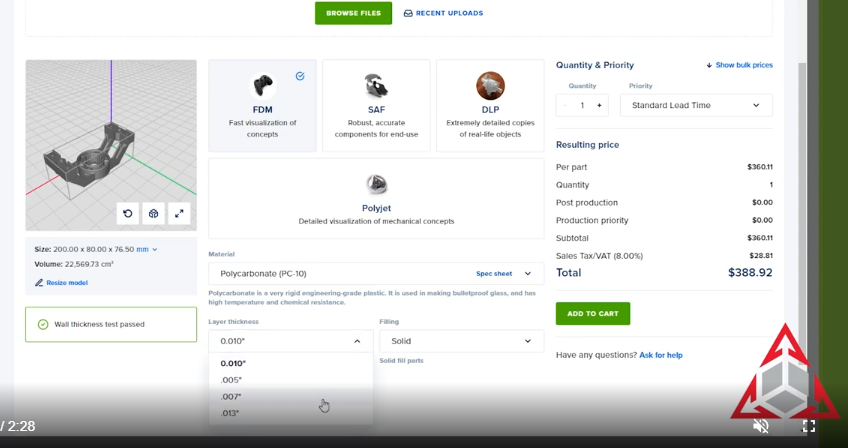 BROWSE FILES
RECENT UPLOADS
FDM
Fast visualization of
concepts
SAF
Robust, accurate
components for end-use
DLP
Extremely detailed copies
of real-life objects
Polyjet
Detailed visualization of mechanical concepts
Size: 200.00 x 80.00 x 76.50 mm
Volume: 22,569.73 cm³
Resize model
Wall thickness test passed
Material
Polycarbonate (PC-10)
Spec sheet
Polycarbonate is a very rigid engineering-grade plastic. It is used in making bulletproof glass, and has
high temperature and chemical resistance.
Layer thickness
0.010"
0.010"
.005"
.007"
.013"
Filling
Solid
Solid fill parts
Quantity & Priority
Show bulk prices
Quantity
Priority
- 1 +
Standard Lead Time
Resulting price
Per part $360.11
Quantity 1
Post production $0.00
Production priority $0.00
Subtotal $360.11
Sales Tax/VAT (8.00%) $28.81
Total $388.92
ADD TO CART
Have any questions? Ask for help
/ 2:28